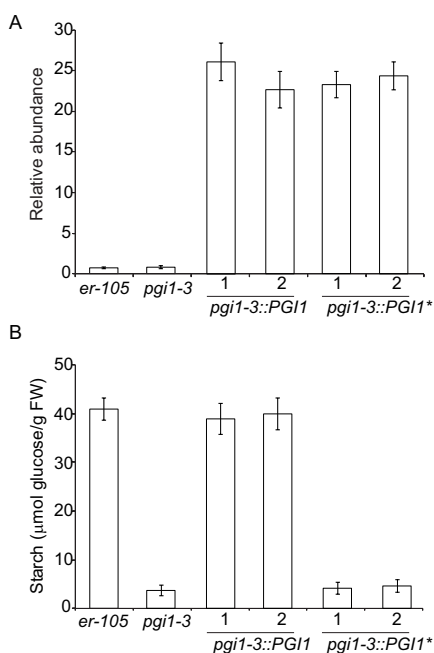 A
Relative abundance
30
25
20
15
10
5
0
er-105 pgi1-3 1 2 1 2
pgi1-3::PGI1 pgi1-3::PGI1*
B
Starch (μmol glucose/g FW)
50
40
30
20
10
0
er-105 pgi1-3 1 2 1 2
pgi1-3::PGI1 pgi1-3::PGI1*